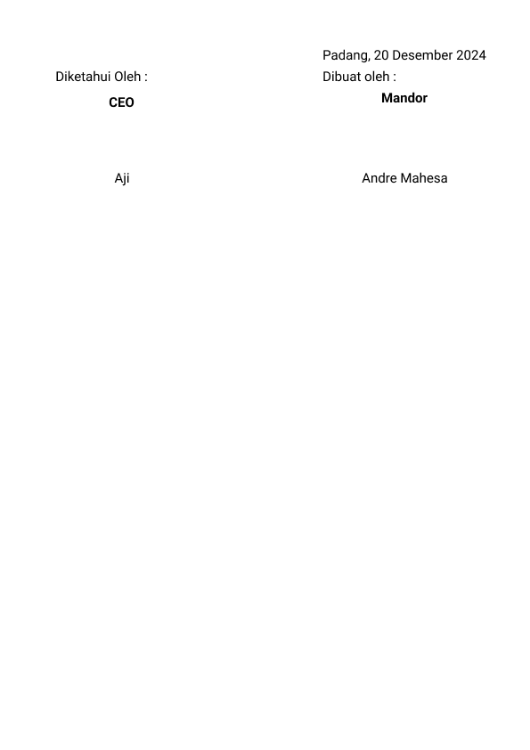 Padang, 20 Desember 2024
Diketahui Oleh :
Dibuat oleh :
CEO
Mandor
Aji
Andre Mahesa